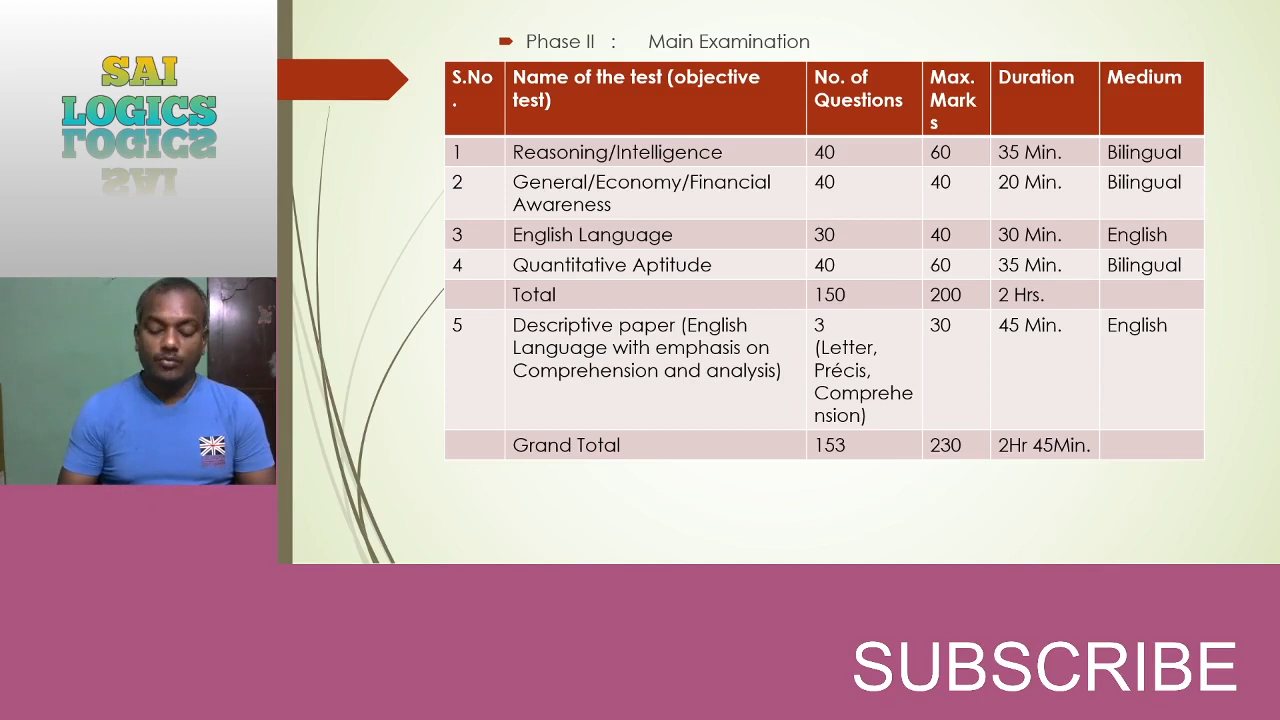 SAI
LOGICS
Phase II : Main Examination
S.No. Name of the test (objective test) No. of Questions Max. Marks Duration Medium
1 Reasoning/Intelligence 40 60 35 Min. Bilingual
2 General/Economy/Financial Awareness 40 40 20 Min. Bilingual
3 English Language 30 40 30 Min. English
4 Quantitative Aptitude 40 60 35 Min. Bilingual
Total 150 200 2 Hrs.
5 Descriptive paper (English Language with emphasis on Comprehension and analysis) 3 (Letter, Précis, Comprehension) 30 45 Min. English
Grand Total 153 230 2Hr 45Min.
SUBSCRIBE